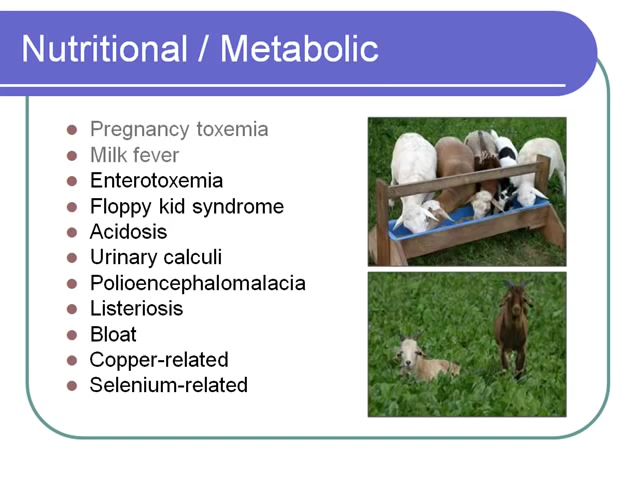 Nutritional / Metabolic
Pregnancy toxemia
Milk fever
Enterotoxemia
Floppy kid syndrome
Acidosis
Urinary calculi
Polioencephalomalacia
Listeriosis
Bloat
Copper-related
Selenium-related